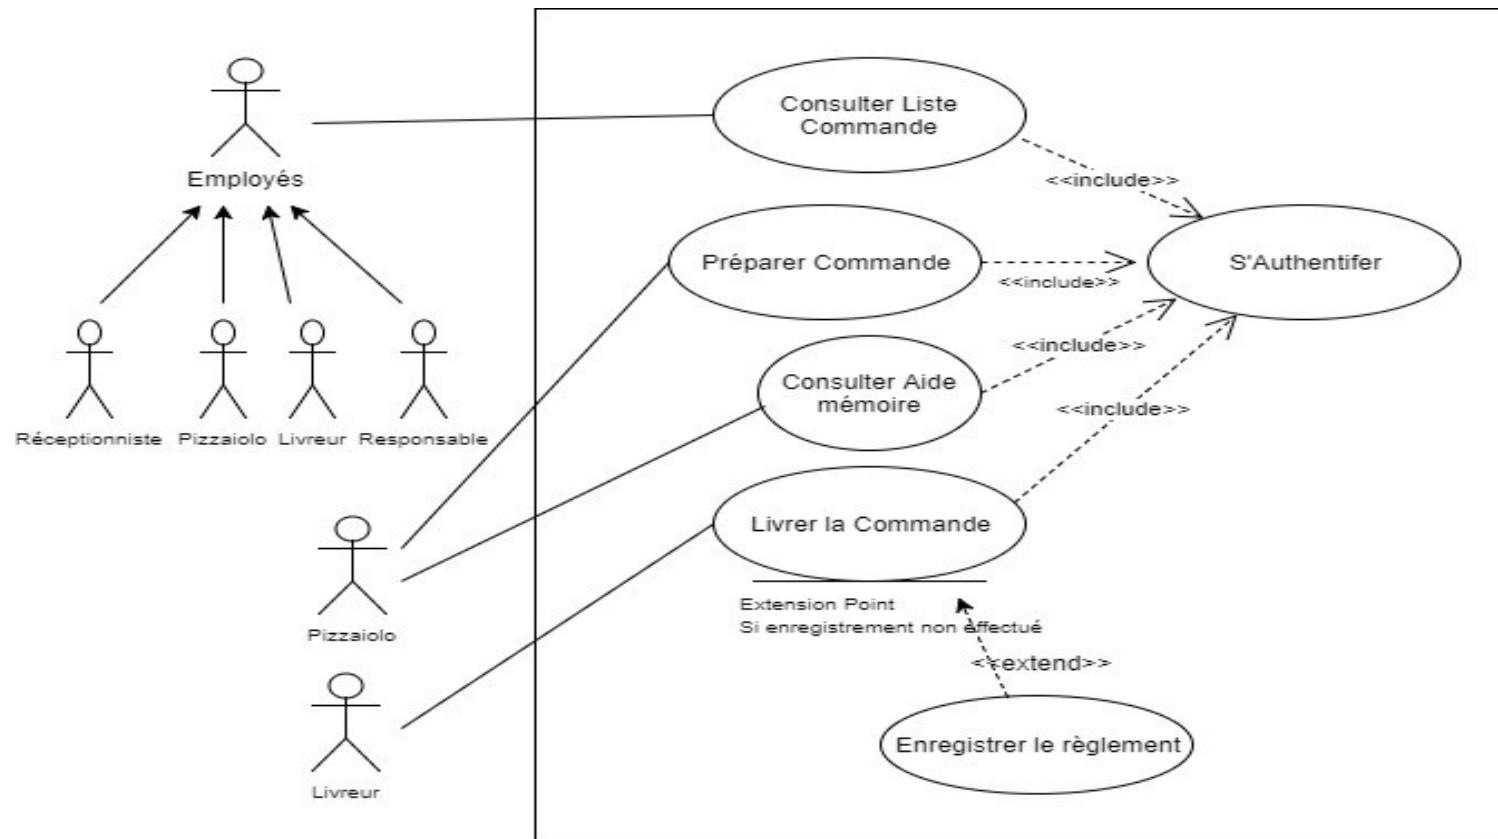 Consulter Liste
Commande
Employés
<<include>>
Préparer Commande
S'Authentifer
<<include>>
<<include>>
Consulter Aide
mémoire
<<include>>
Réceptionniste
Pizzaiolo
Livreur
Responsable
Livrer la Commande
Extension Point
Si enregistrement non effectué
Pizzaiolo
<<extend>>
Enregistrer le règlement
Livreur